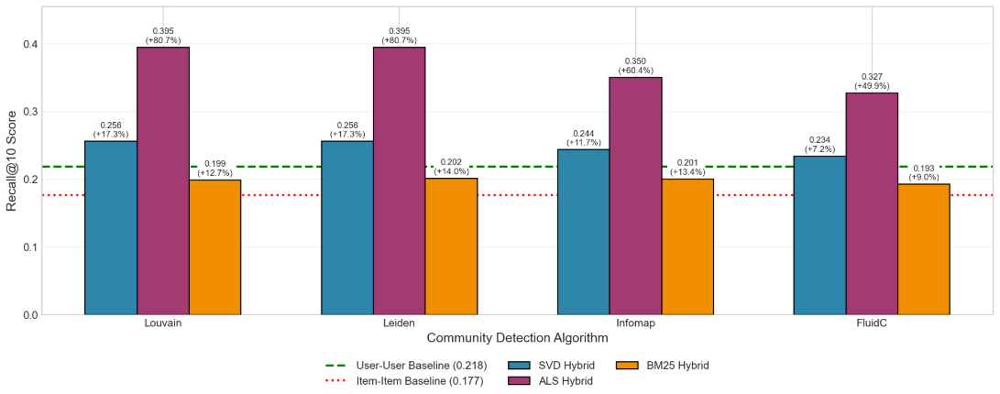 0.395
(+80.7%)
0.395
(+80.7%)
0.350
(+60.4%)
0.327
(+49.9%)
0.256
(+17.3%)
0.256
(+17.3%)
0.244
(+11.7%)
0.234
(+7.2%)
0.199
(+12.7%)
0.202
(+14.0%)
0.201
(+13.4%)
0.193
(+9.0%)
Recall@10 Score
0.4
0.3
0.2
0.1
0.0
Louvain
Leiden
Infomap
FluidC
Community Detection Algorithm
User-User Baseline (0.218)
Item-Item Baseline (0.177)
SVD Hybrid
ALS Hybrid
BM25 Hybrid